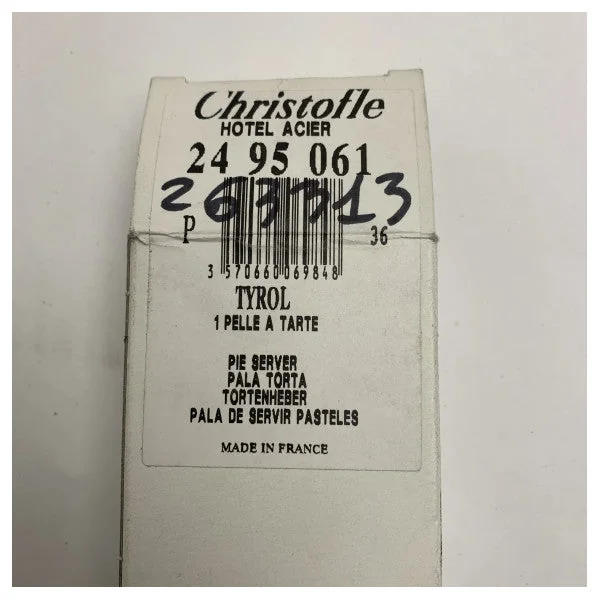 Christofle
HOTEL ACIER
24 95 061
263313
P 36
3 570660 069848
TYROL
1 PELLE A TARTE
PIE SERVER
PALA TORTA
TORTENHEBER
PALA DE SERVIR PASTELES
MADE IN FRANCE